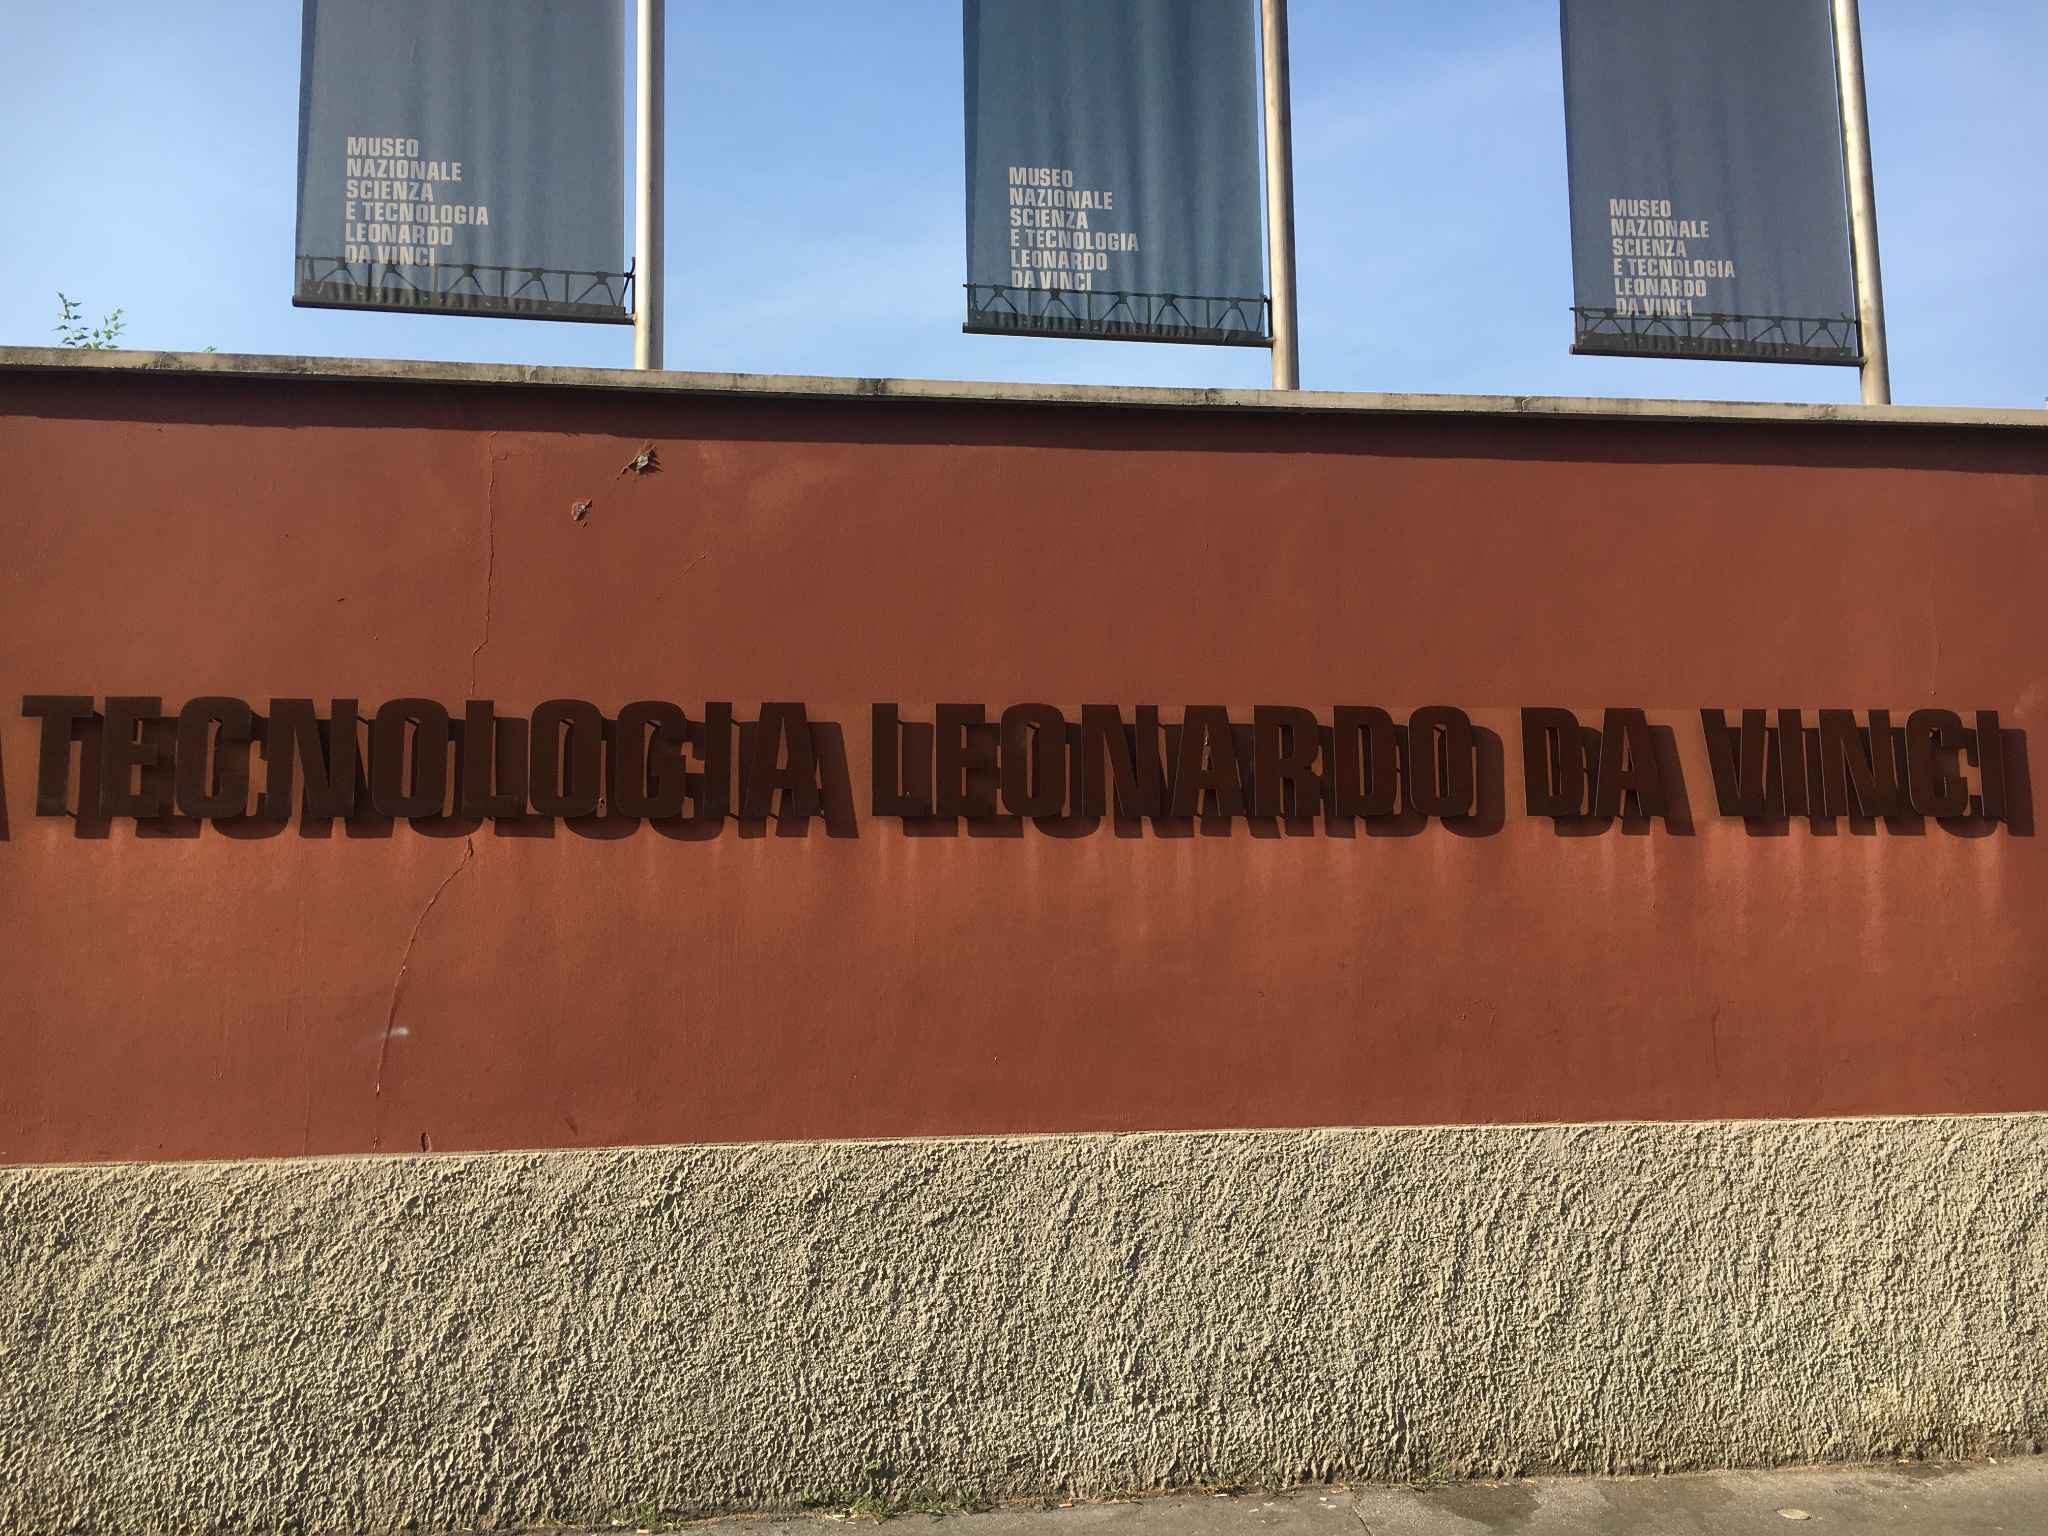 MUSEO
NAZIONALE
SCIENZA
E TECNOLOGIA
LEONARDO
DA VINCI
MUSEO
NAZIONALE
SCIENZA
E TECNOLOGIA
LEONARDO
DA VINCI
MUSEO
NAZIONALE
SCIENZA
E TECNOLOGIA
LEONARDO
DA VINCI
TECNOLOGIA LEONARDO DA VINCI